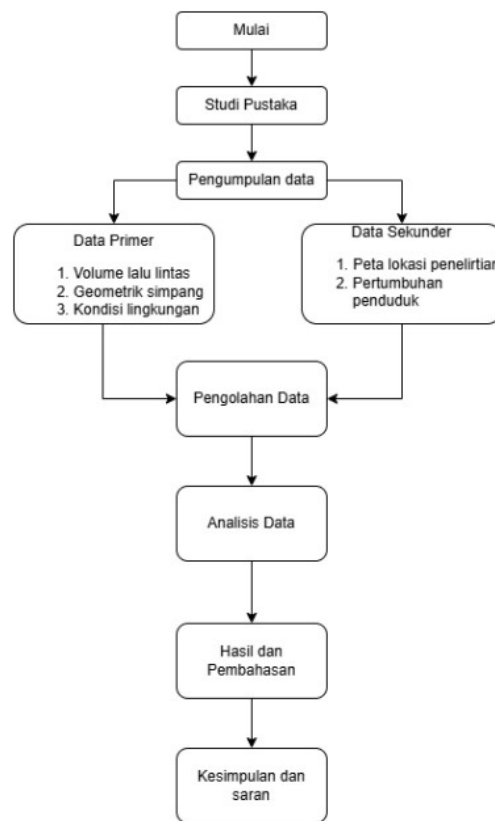 Mulai
Studi Pustaka
Pengumpulan data
Data Primer
1. Volume lalu lintas
2. Geometrik simpang
3. Kondisi lingkungan
Data Sekunder
1. Peta lokasi penelirtian
2. Pertumbuhan
penduduk
Pengolahan Data
Analisis Data
Hasil dan
Pembahasan
Kesimpulan dan
saran